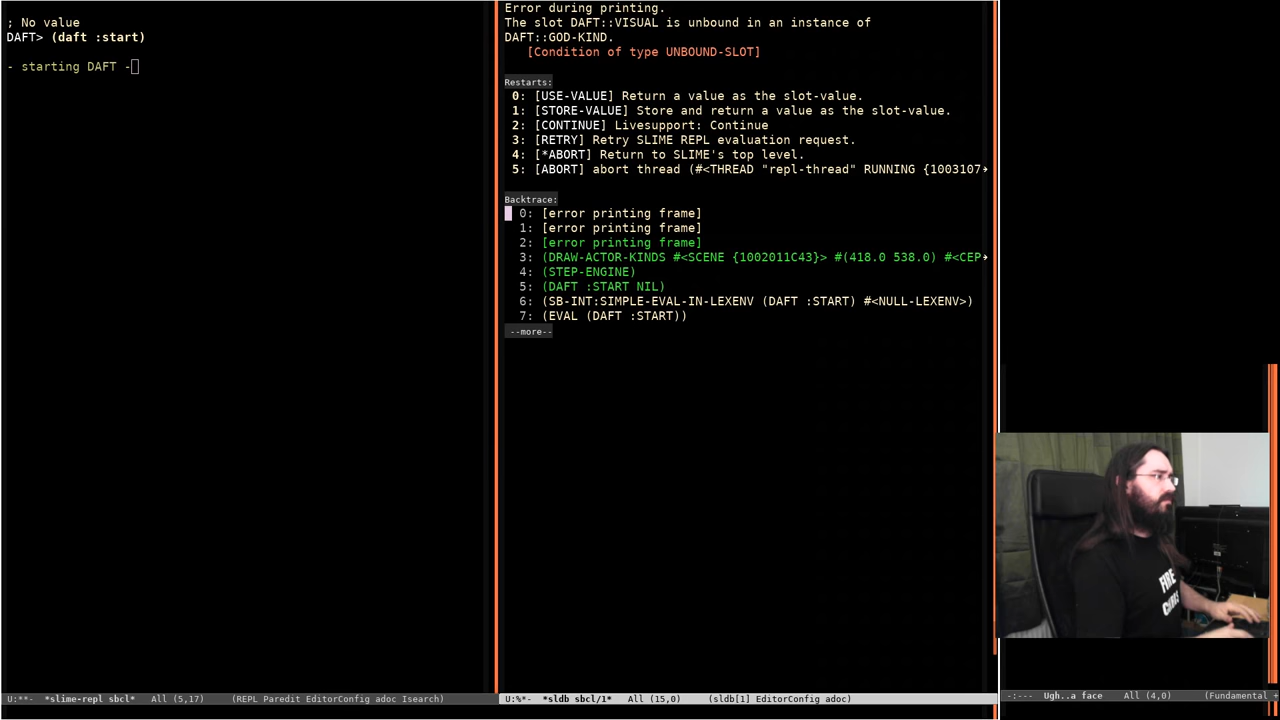 ; No value
DAFT> (daft :start)
- starting DAFT -
U:**-  *slime-repl sbcl*   All (5,17)     (REPL Paredit EditorConfig adoc Isearch)
Error during printing.
The slot DAFT::VISUAL is unbound in an instance of
DAFT::GOD-KIND.
[Condition of type UNBOUND-SLOT]
Restarts:
0: [USE-VALUE] Return a value as the slot-value.
1: [STORE-VALUE] Store and return a value as the slot-value.
2: [CONTINUE] Livesupport: Continue
3: [RETRY] Retry SLIME REPL evaluation request.
4: [*ABORT] Return to SLIME's top level.
5: [ABORT] abort thread (#<THREAD "repl-thread" RUNNING {1003107
Backtrace:
0: [error printing frame]
1: [error printing frame]
2: [error printing frame]
3: (DRAW-ACTOR-KINDS #<SCENE {1002011C43}> #(418.0 538.0) #<CEP
4: (STEP-ENGINE)
5: (DAFT :START NIL)
6: (SB-INT:SIMPLE-EVAL-IN-LEXENV (DAFT :START) #<NULL-LEXENV>)
7: (EVAL (DAFT :START))
--more--
U:%*-  *sldb sbcl/1*   All (15,0)     (sldb[1] EditorConfig adoc)
FIRE
-:---  Ugh..a face    All (4,0)     (Fundamental +